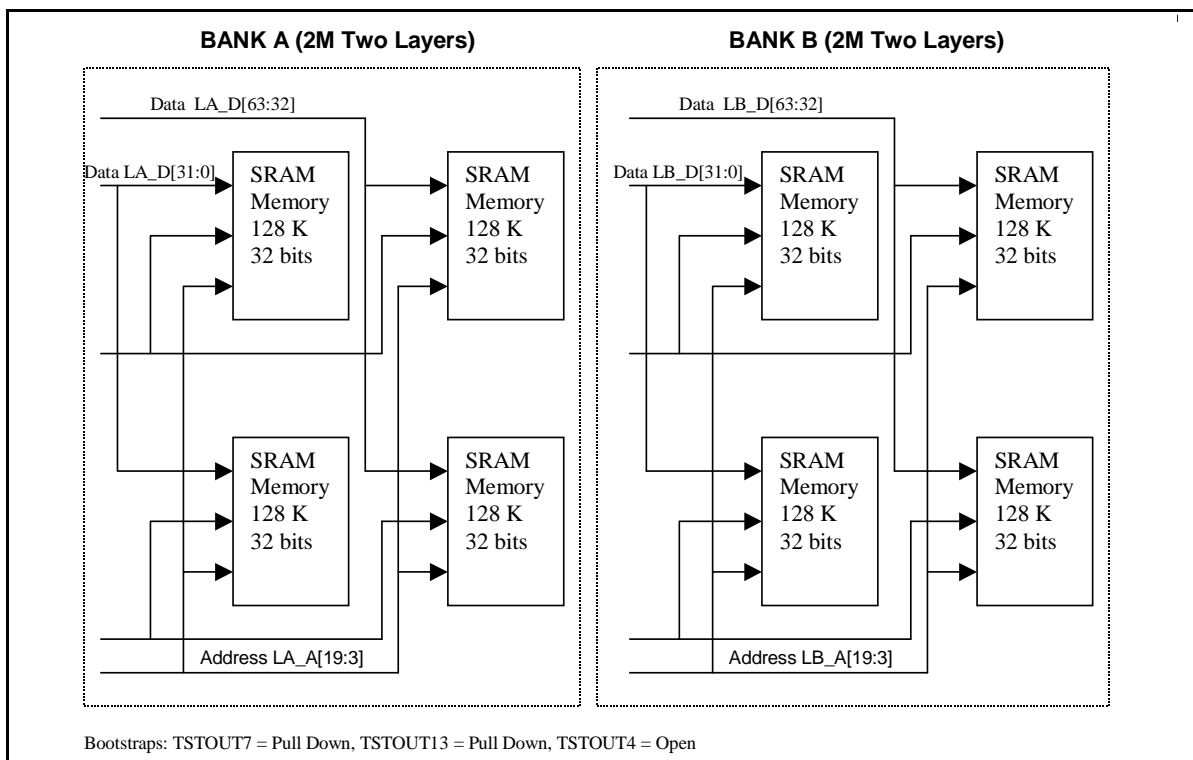 BANK A (2M Two Layers)
BANK B (2M Two Layers)
Data LA_D[63:32]
Data LB_D[63:32]
Data LA_D[31:0]
SRAM
Memory
128 K
32 bits
SRAM
Memory
128 K
32 bits
Data LB_D[31:0]
SRAM
Memory
128 K
32 bits
SRAM
Memory
128 K
32 bits
SRAM
Memory
128 K
32 bits
SRAM
Memory
128 K
32 bits
SRAM
Memory
128 K
32 bits
SRAM
Memory
128 K
32 bits
Address LA_A[19:3]
Address LB_A[19:3]
Bootstraps: TSTOUT7 = Pull Down, TSTOUT13 = Pull Down, TSTOUT4 = Open